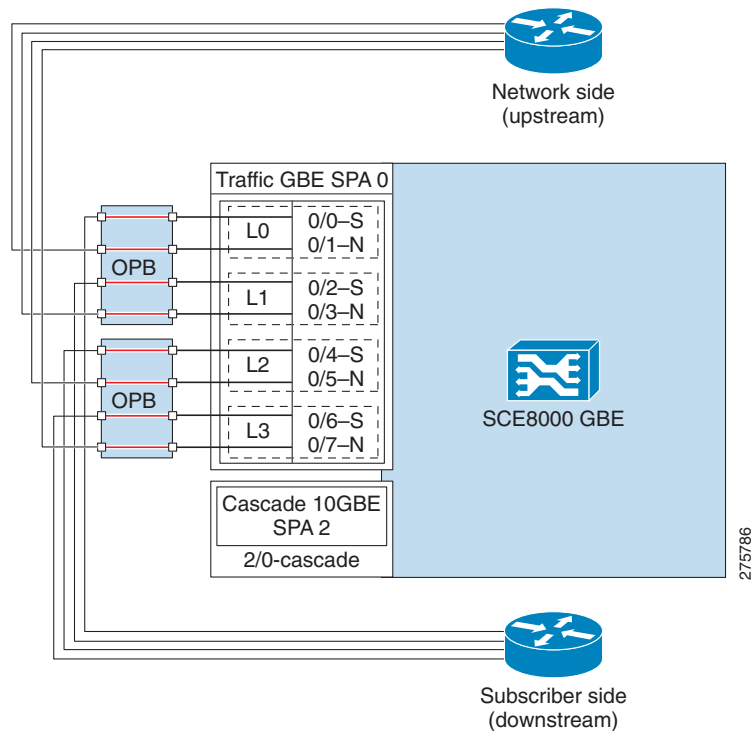 Network side
(upstream)
Traffic GBE SPA 0
OPB
L0
0/0–S
0/1–N
L1
0/2–S
0/3–N
OPB
L2
0/4–S
0/5–N
L3
0/6–S
0/7–N
SCE8000 GBE
Cascade 10GBE
SPA 2
2/0-cascade
275786
Subscriber side
(downstream)